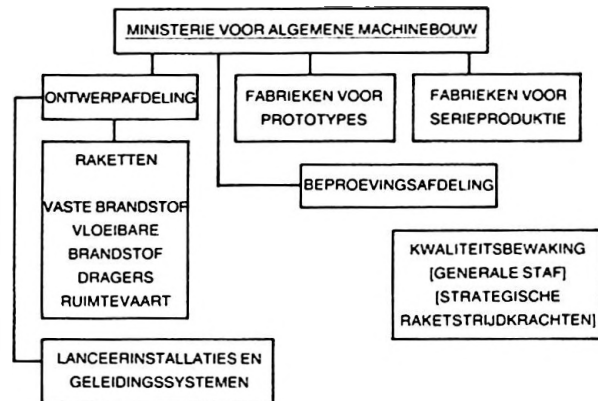 MINISTERIE VOOR ALGEMENE MACHINEBOUW
ONTWERPAFDELING
FABRIEKEN VOOR
PROTOTYPES
FABRIEKEN VOOR
SERIEPRODUKTIE
RAKETTEN
VASTE BRANDSTOF
VLOEIBARE
BRANDSTOF
DRAGERS
RUIMTEVAART
BEPROEVINGSAFDELING
KWALITEITSBEWAKING
[GENERALE STAF]
[STRATEGISCHE
RAKETSTRIJDKRACHTEN]
LANCEERINSTALLATIES EN
GELEIDINGSSYSTEMEN